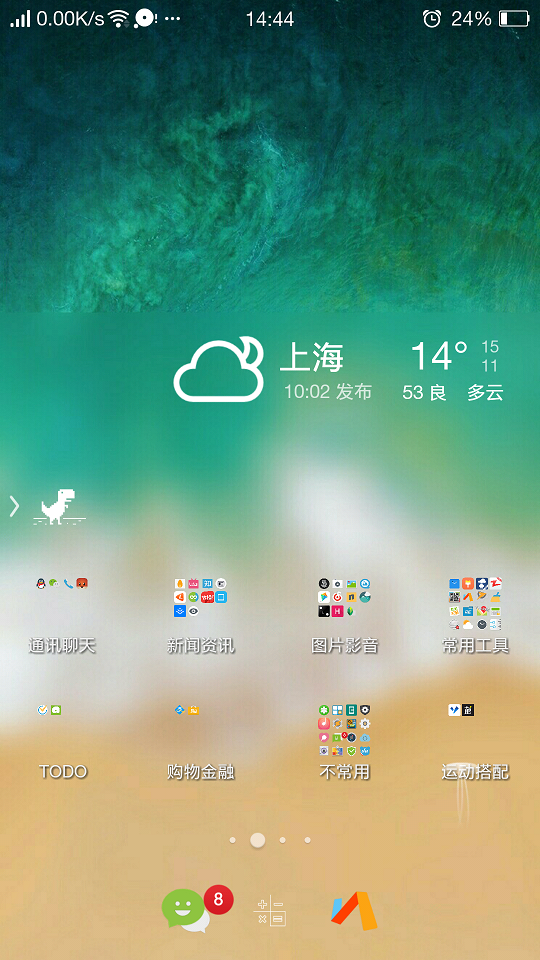 0.00K/s 14:44 24%
上海 14° 15
11
10:02 发布 53 良 多云
通讯聊天 新闻资讯 图片影音 常用工具
TODO 购物金融 不常用 运动搭配
8